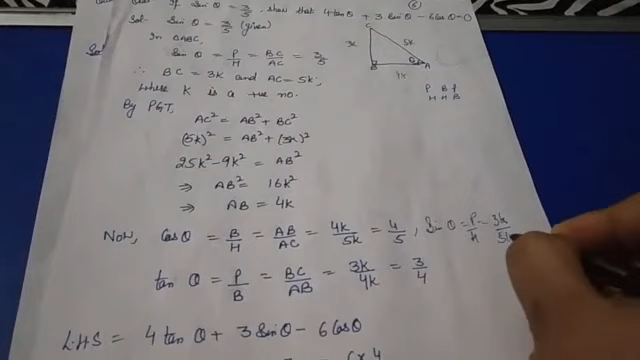 If Sin θ = 3/5, show that 4 tan θ + 3 Sin θ - 6 Cos θ = 0
Sol- Sin θ = 3/5 (given)
In ΔABC,
Sin θ = P/H = BC/AC = 3/5
∴ BC = 3K and AC = 5K,
where K is a +ve no.
By PGT,
AC² = AB² + BC²
(5K)² = AB² + (3K)²
25K² - 9K² = AB²
⇒ AB² = 16K²
⇒ AB = 4K
C
3K
5K
B
θ
A
4K
P B P
H H B
Now, Cos θ = B/H = AB/AC = 4K/5K = 4/5, Sin θ = P/H = 3K/5K
tan θ = P/B = BC/AB = 3K/4K = 3/4
LHS = 4 tan θ + 3 Sin θ - 6 Cos θ